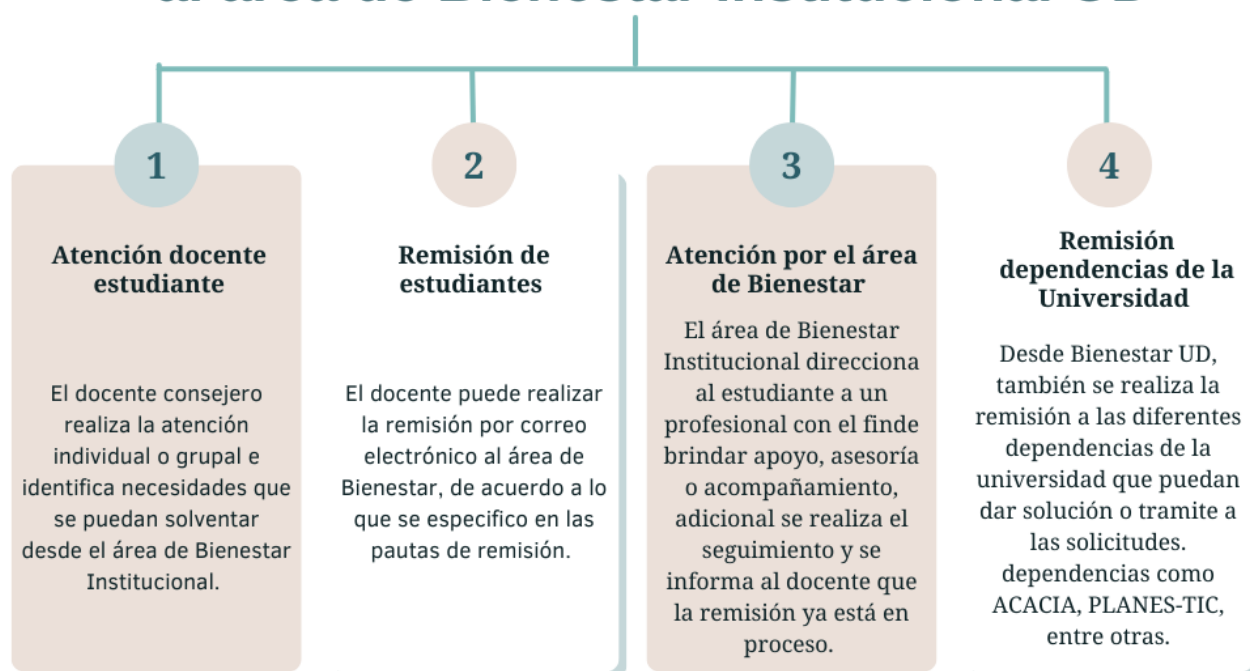 al área de Bienestar Institucional UD
1
Atención docente
estudiante
El docente consejero
realiza la atención
individual o grupal e
identifica necesidades que
se puedan solventar
desde el área de Bienestar
Institucional.
2
Remisión de
estudiantes
El docente puede realizar
la remisión por correo
electrónico al área de
Bienestar, de acuerdo a lo
que se especifico en las
pautas de remisión.
3
Atención por el área
de Bienestar
El área de Bienestar
Institucional direcciona
al estudiante a un
profesional con el finde
brindar apoyo, asesoría
o acompañamiento,
adicional se realiza el
seguimiento y se
informa al docente que
la remisión ya está en
proceso.
4
Remisión
dependencias de la
Universidad
Desde Bienestar UD,
también se realiza la
remisión a las diferentes
dependencias de la
universidad que puedan
dar solución o tramite a
las solicitudes.
dependencias como
ACACIA, PLANES-TIC,
entre otras.